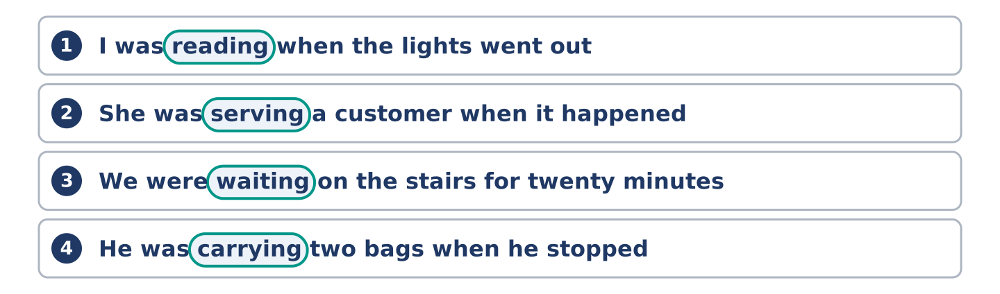 1 I was reading when the lights went out
2 She was serving a customer when it happened
3 We were waiting on the stairs for twenty minutes
4 He was carrying two bags when he stopped